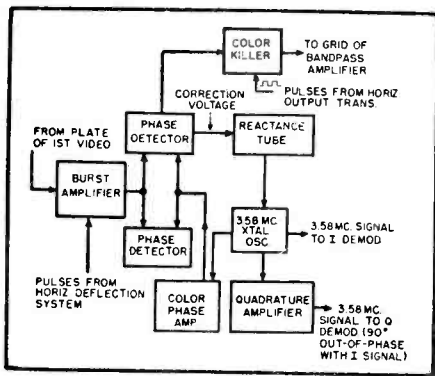 COLOR
KILLER
TO GRID OF
BANDPASS
AMPLIFIER
PULSES FROM HORIZ
OUTPUT TRANS.
CORRECTION
VOLTAGE
FROM PLATE
OF 1ST VIDEO
PHASE
DETECTOR
REACTANCE
TUBE
BURST
AMPLIFIER
PHASE
DETECTOR
3.58 MC.
XTAL
OSC
3.58 MC. SIGNAL
TO I DEMOD
PULSES FROM
HORIZ DEFLECTION
SYSTEM
COLOR
PHASE
AMP
QUADRATURE
AMPLIFIER
3.58 MC.
SIGNAL TO Q
DEMOD (90°
OUT-OF-PHASE
WITH I SIGNAL)